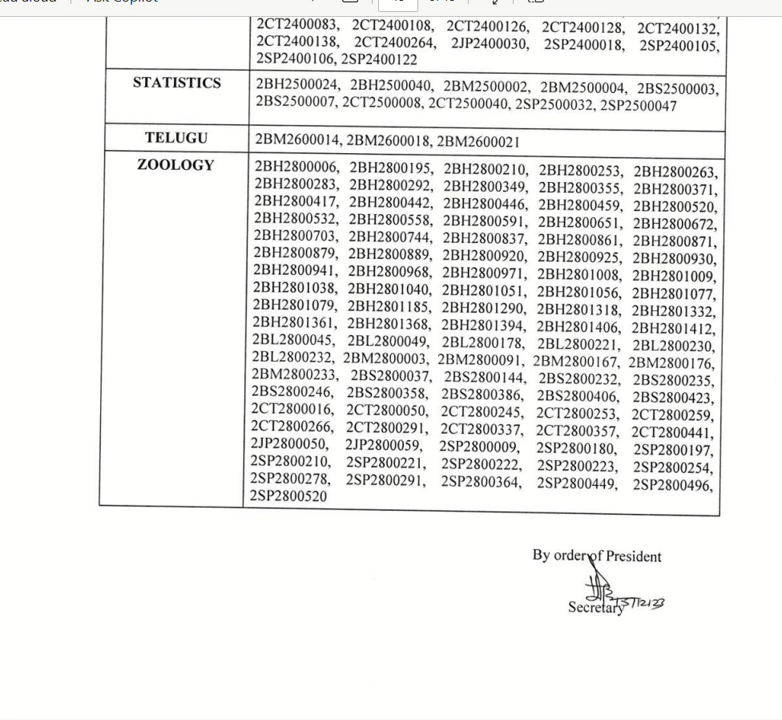 Ask Copilot
2CT2400083, 2CT2400108, 2CT2400126, 2CT2400128, 2CT2400132,
2CT2400138, 2CT2400264, 2JP2400030, 2SP2400018, 2SP2400105,
2SP2400106, 2SP2400122
STATISTICS
2BH2500024, 2BH2500040, 2BM2500002, 2BM2500004, 2BS2500003,
2BS2500007, 2CT2500008, 2CT2500040, 2SP2500032, 2SP2500047
TELUGU
2BM2600014, 2BM2600018, 2BM2600021
ZOOLOGY
2BH2800006, 2BH2800195, 2BH2800210, 2BH2800253, 2BH2800263,
2BH2800283, 2BH2800292, 2BH2800349, 2BH2800355, 2BH2800371,
2BH2800417, 2BH2800442, 2BH2800446, 2BH2800459, 2BH2800520,
2BH2800532, 2BH2800558, 2BH2800591, 2BH2800651, 2BH2800672,
2BH2800703, 2BH2800744, 2BH2800837, 2BH2800861, 2BH2800871,
2BH2800879, 2BH2800889, 2BH2800920, 2BH2800925, 2BH2800930,
2BH2800941, 2BH2800968, 2BH2800971, 2BH2801008, 2BH2801009,
2BH2801038, 2BH2801040, 2BH2801051, 2BH2801056, 2BH2801077,
2BH2801079, 2BH2801185, 2BH2801290, 2BH2801318, 2BH2801332,
2BH2801361, 2BH2801368, 2BH2801394, 2BH2801406, 2BH2801412,
2BL2800045, 2BL2800049, 2BL2800178, 2BL2800221, 2BL2800230,
2BL2800232, 2BM2800003, 2BM2800091, 2BM2800167, 2BM2800176,
2BM2800233, 2BS2800037, 2BS2800144, 2BS2800232, 2BS2800235,
2BS2800246, 2BS2800358, 2BS2800386, 2BS2800406, 2BS2800423,
2CT2800016, 2CT2800050, 2CT2800245, 2CT2800253, 2CT2800259,
2CT2800266, 2CT2800291, 2CT2800337, 2CT2800357, 2CT2800441,
2JP2800050, 2JP2800059, 2SP2800009, 2SP2800180, 2SP2800197,
2SP2800210, 2SP2800221, 2SP2800222, 2SP2800223, 2SP2800254,
2SP2800278, 2SP2800291, 2SP2800364, 2SP2800449, 2SP2800496,
2SP2800520
By order of President
Secretary